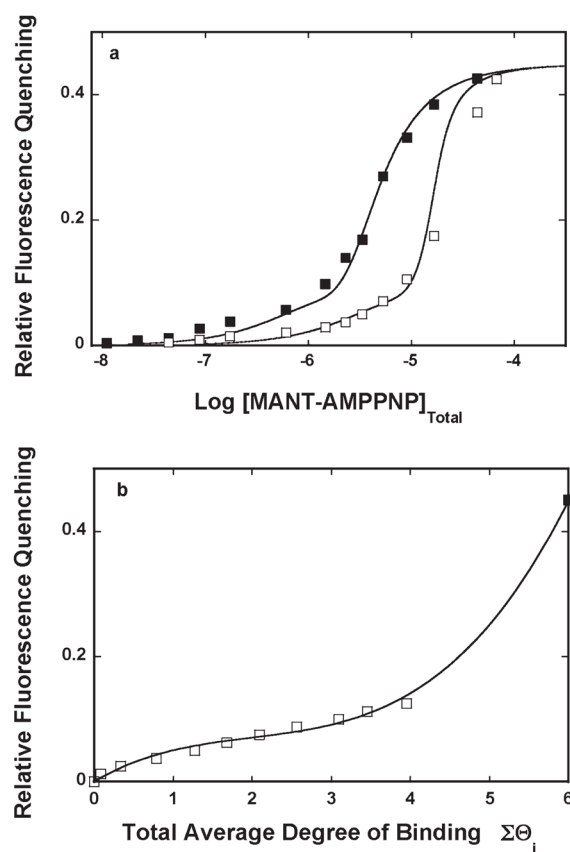 a
Relative Fluorescence Quenching
0.4
0.2
0
-8 -7 -6 -5 -4
Log [MANT-AMPPNP]Total
b
Relative Fluorescence Quenching
0.4
0.2
0
0 1 2 3 4 5 6
Total Average Degree of Binding ΣΘi